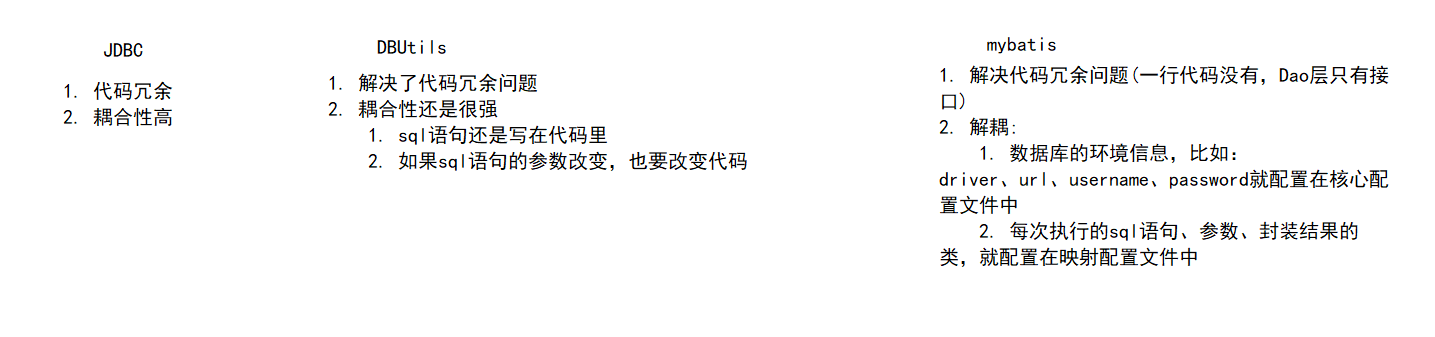 JDBC
1. 代码冗余
2. 耦合性高
DBUtils
1. 解决了代码冗余问题
2. 耦合性还是很强
1. sql语句还是写在代码里
2. 如果sql语句的参数改变，也要改变代码
mybatis
1. 解决代码冗余问题(一行代码没有，Dao层只有接
口)
2. 解耦:
1. 数据库的环境信息，比如：
driver、url、username、password就配置在核心配
置文件中
2. 每次执行的sql语句、参数、封装结果的
类，就配置在映射配置文件中